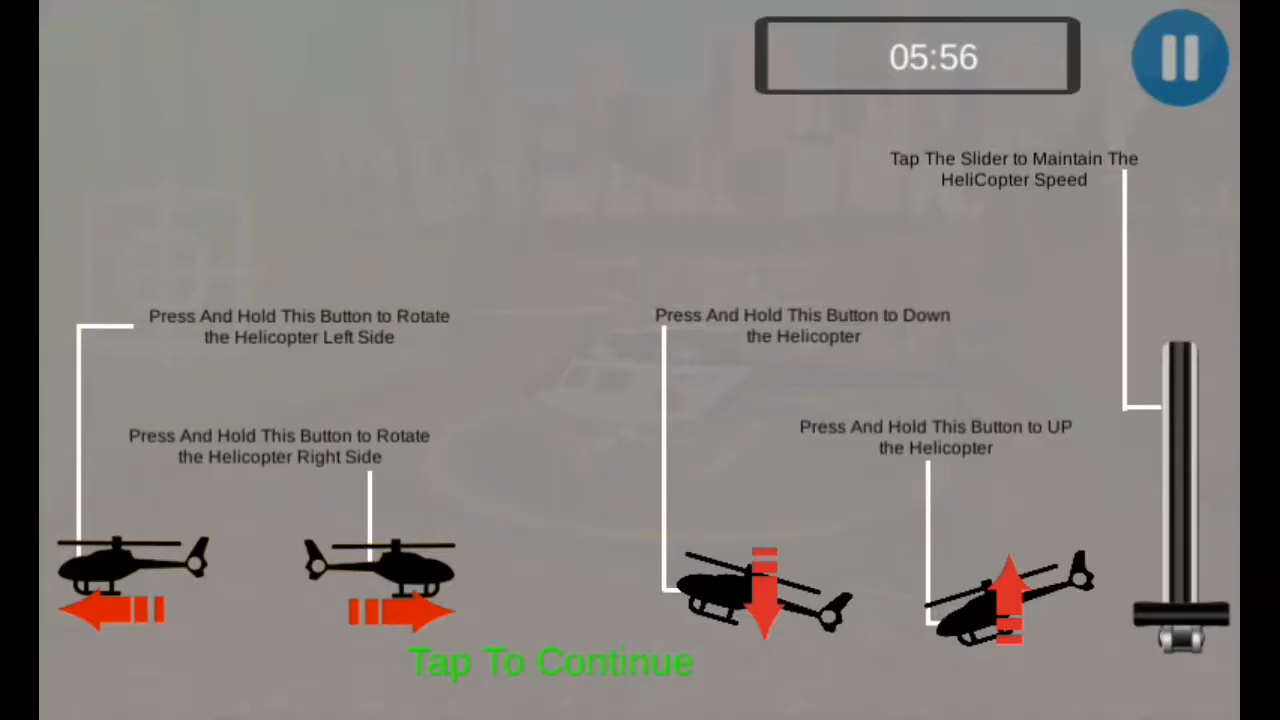 05:56
Tap The Slider to Maintain The
HeliCopter Speed
Press And Hold This Button to Rotate
the Helicopter Left Side
Press And Hold This Button to Down
the Helicopter
Press And Hold This Button to Rotate
the Helicopter Right Side
Press And Hold This Button to UP
the Helicopter
Tap To Continue